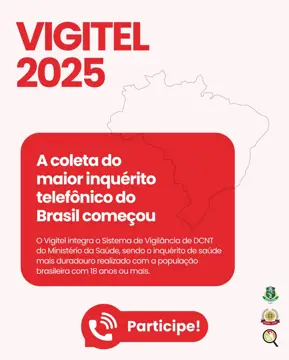 VIGITEL
2025
A coleta do
maior inquérito
telefônico do
Brasil começou
O Vigitel integra o Sistema de Vigilância de DCNT
do Ministério da Saúde, sendo o inquérito de saúde
mais duradouro realizado com a população
brasileira com 18 anos ou mais.
Participe!